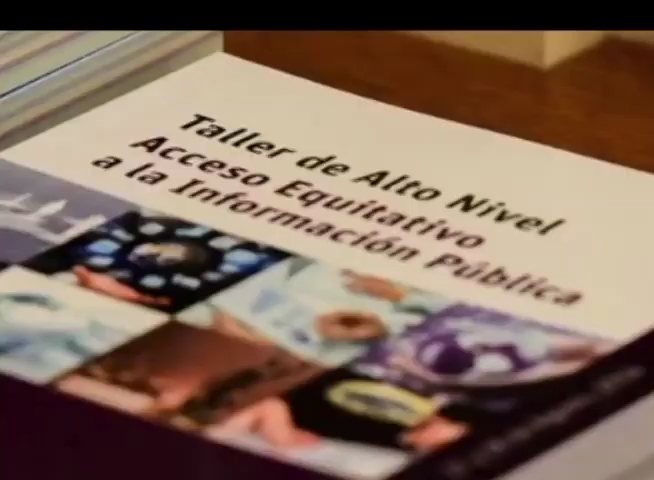 Taller de Alto Nivel
Acceso Equitativo
a la Información Pública